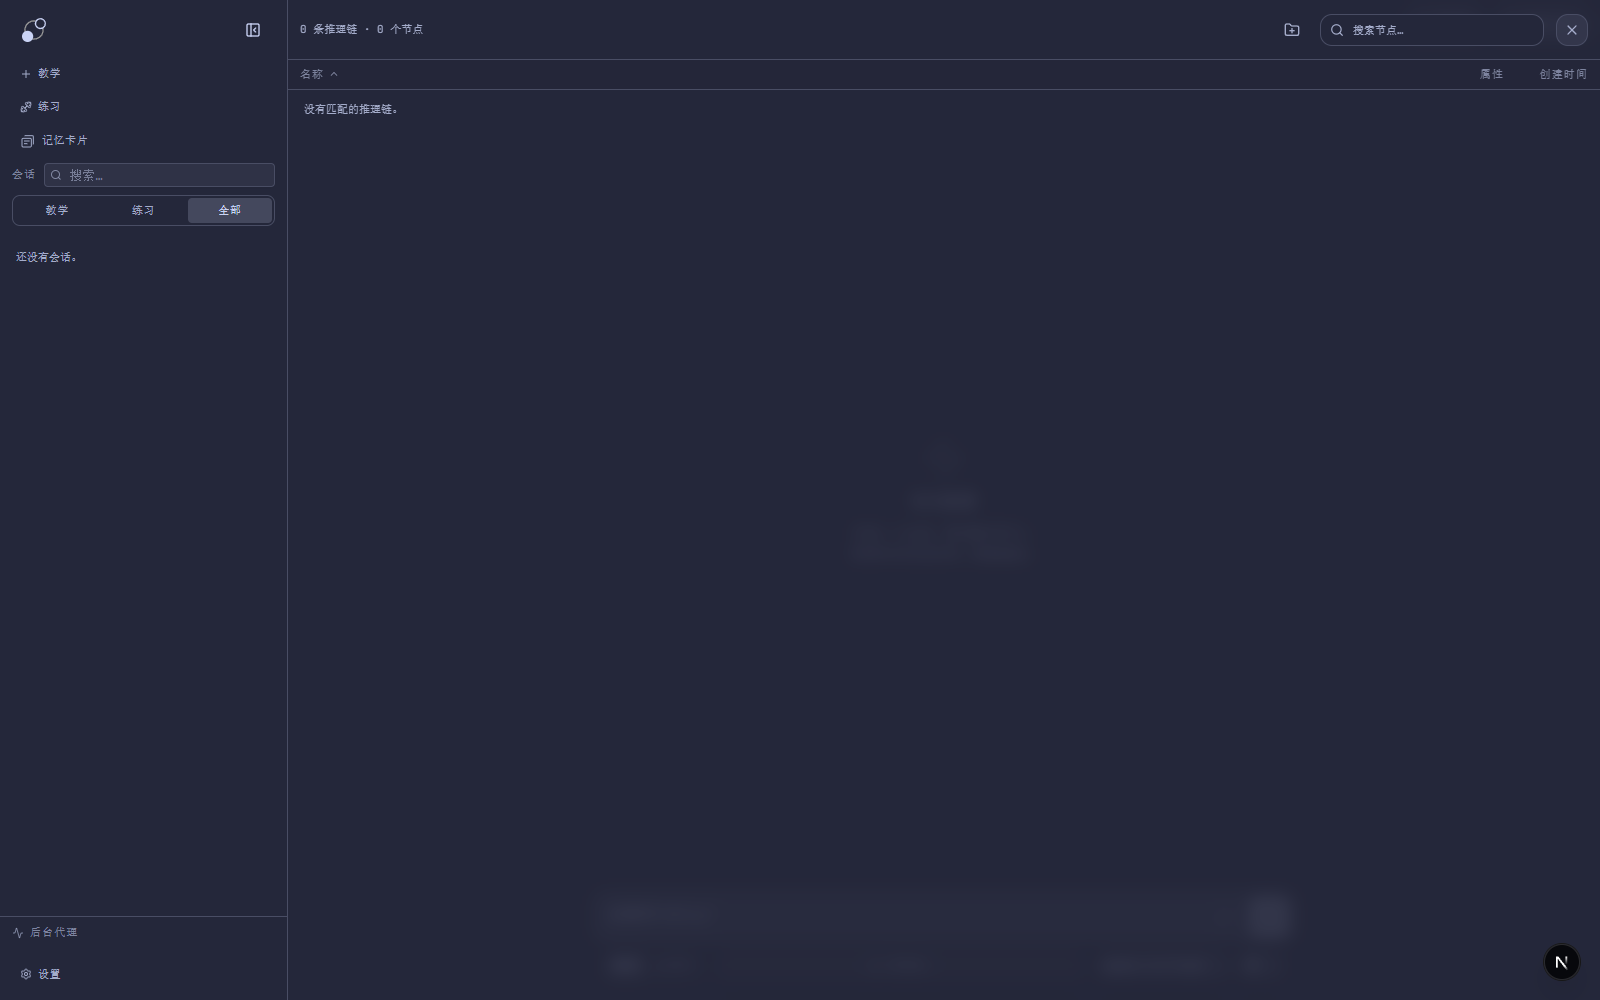 教学
练习
记忆卡片
会话 搜索…
教学 练习 全部
还没有会话。
后台代理
设置
0 条推理链 · 0 个节点
搜索节点…
名称 属性 创建时间
没有匹配的推理链。
N